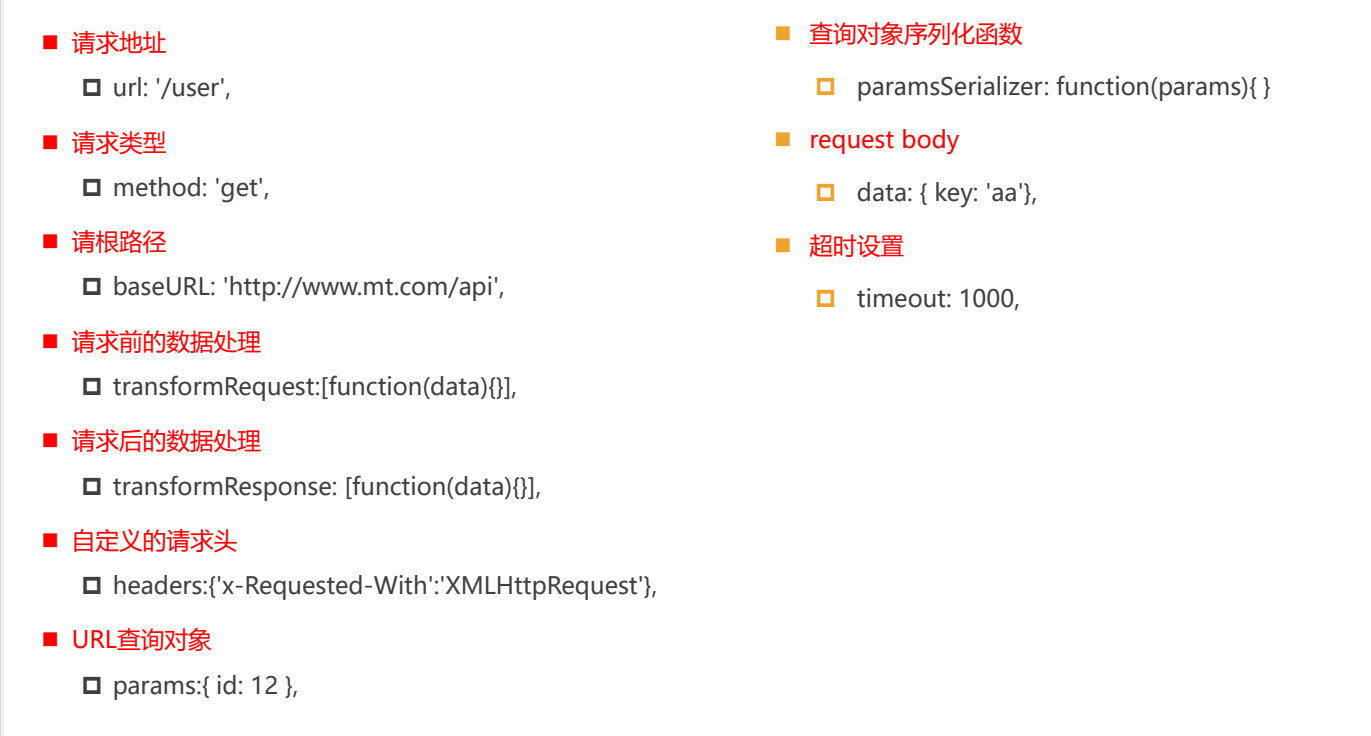 请求地址
url: '/user',
请求类型
method: 'get',
请根路径
baseURL: 'http://www.mt.com/api',
请求前的数据处理
transformRequest:[function(data){}],
请求后的数据处理
transformResponse: [function(data){}],
自定义的请求头
headers:{'x-Requested-With':'XMLHttpRequest'},
URL查询对象
params:{ id: 12 },
查询对象序列化函数
paramsSerializer: function(params){ }
request body
data: { key: 'aa'},
超时设置
timeout: 1000,